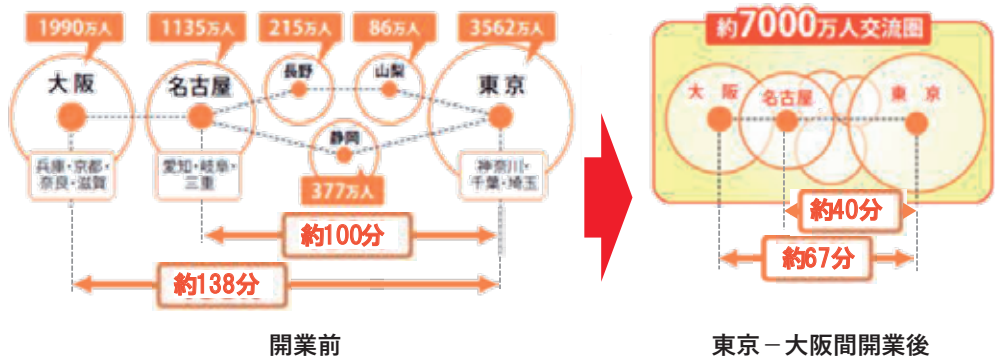 1990万人
1135万人
215万人
86万人
3562万人
大阪
名古屋
長野
山梨
東京
静岡
兵庫・京都・
奈良・滋賀
愛知・岐阜・
三重
377万人
神奈川・
千葉・埼玉
約100分
約138分
開業前
約7000万人交流圏
大阪
名古屋
東京
約40分
約67分
東京－大阪間開業後